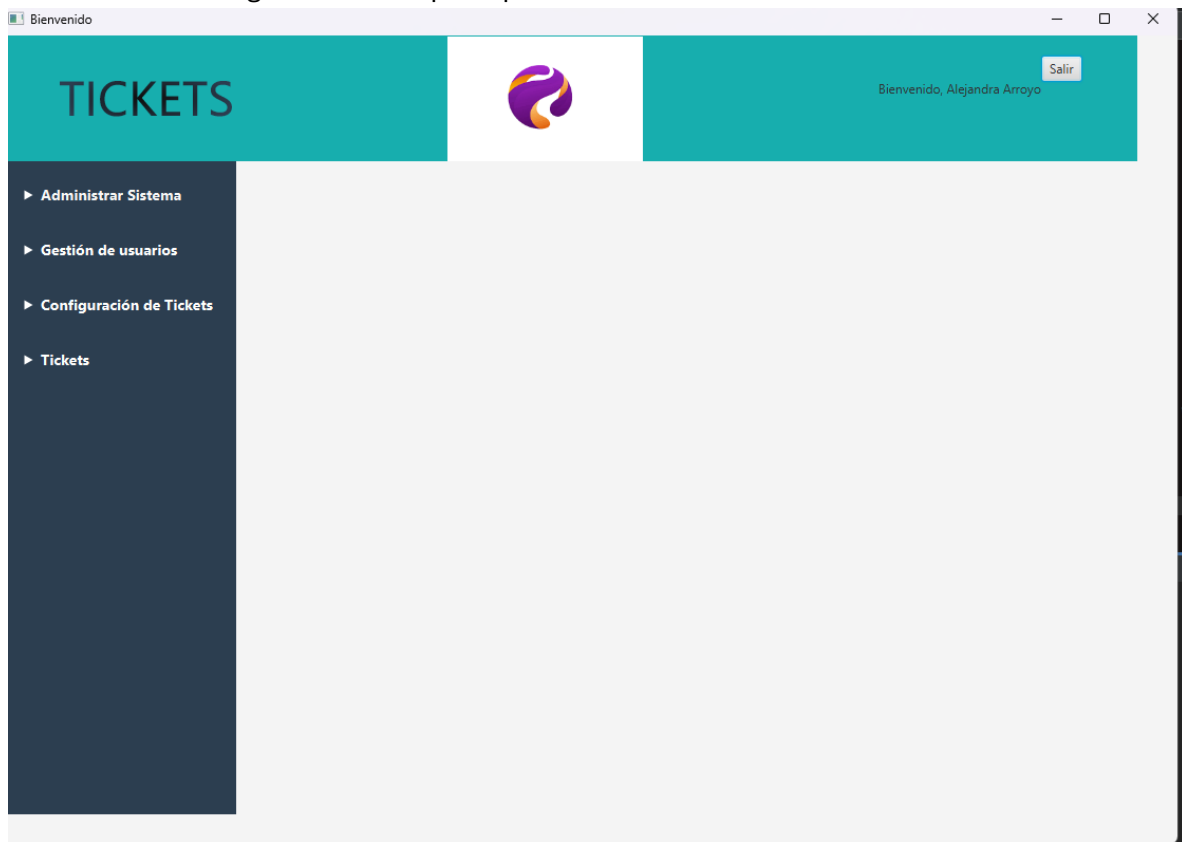 Bienvenido
TICKETS
Salir
Bienvenido, Alejandra Arroyo
Administrar Sistema
Gestión de usuarios
Configuración de Tickets
Tickets